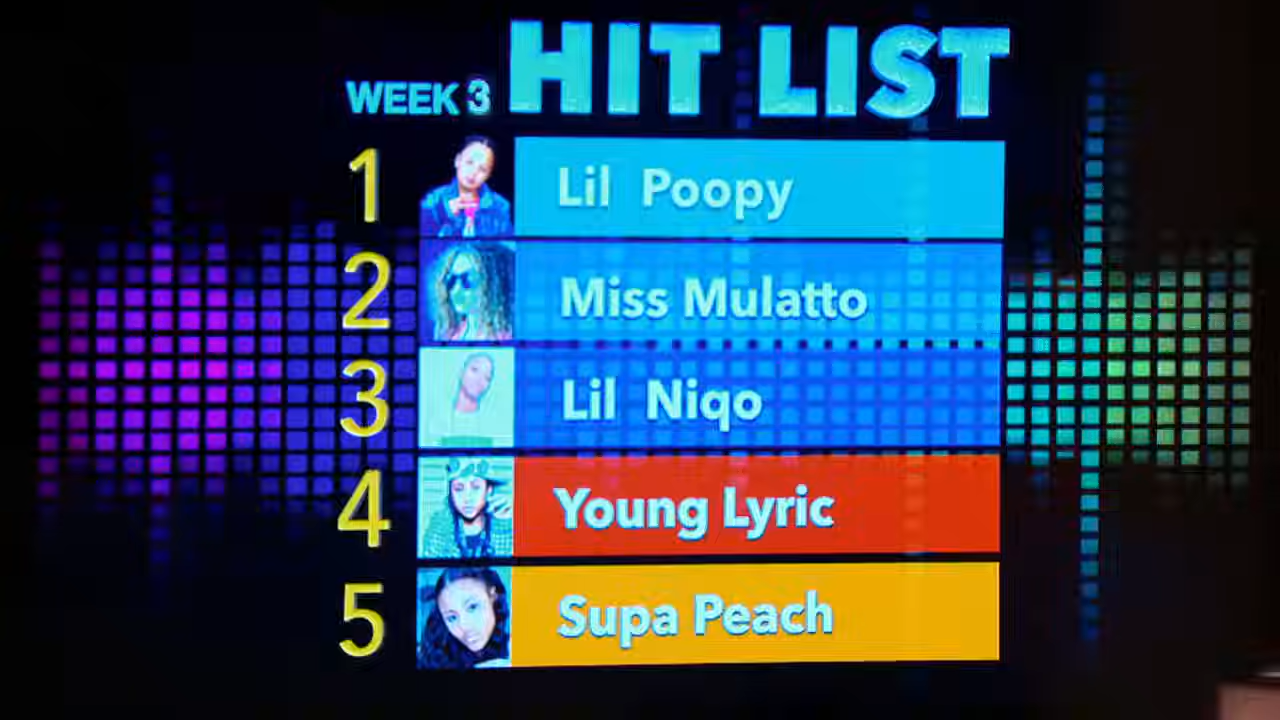 HIT LIST
WEEK 3
1 Lil Poopy
2 Miss Mulatto
3 Lil Niqo
4 Young Lyric
5 Supa Peach